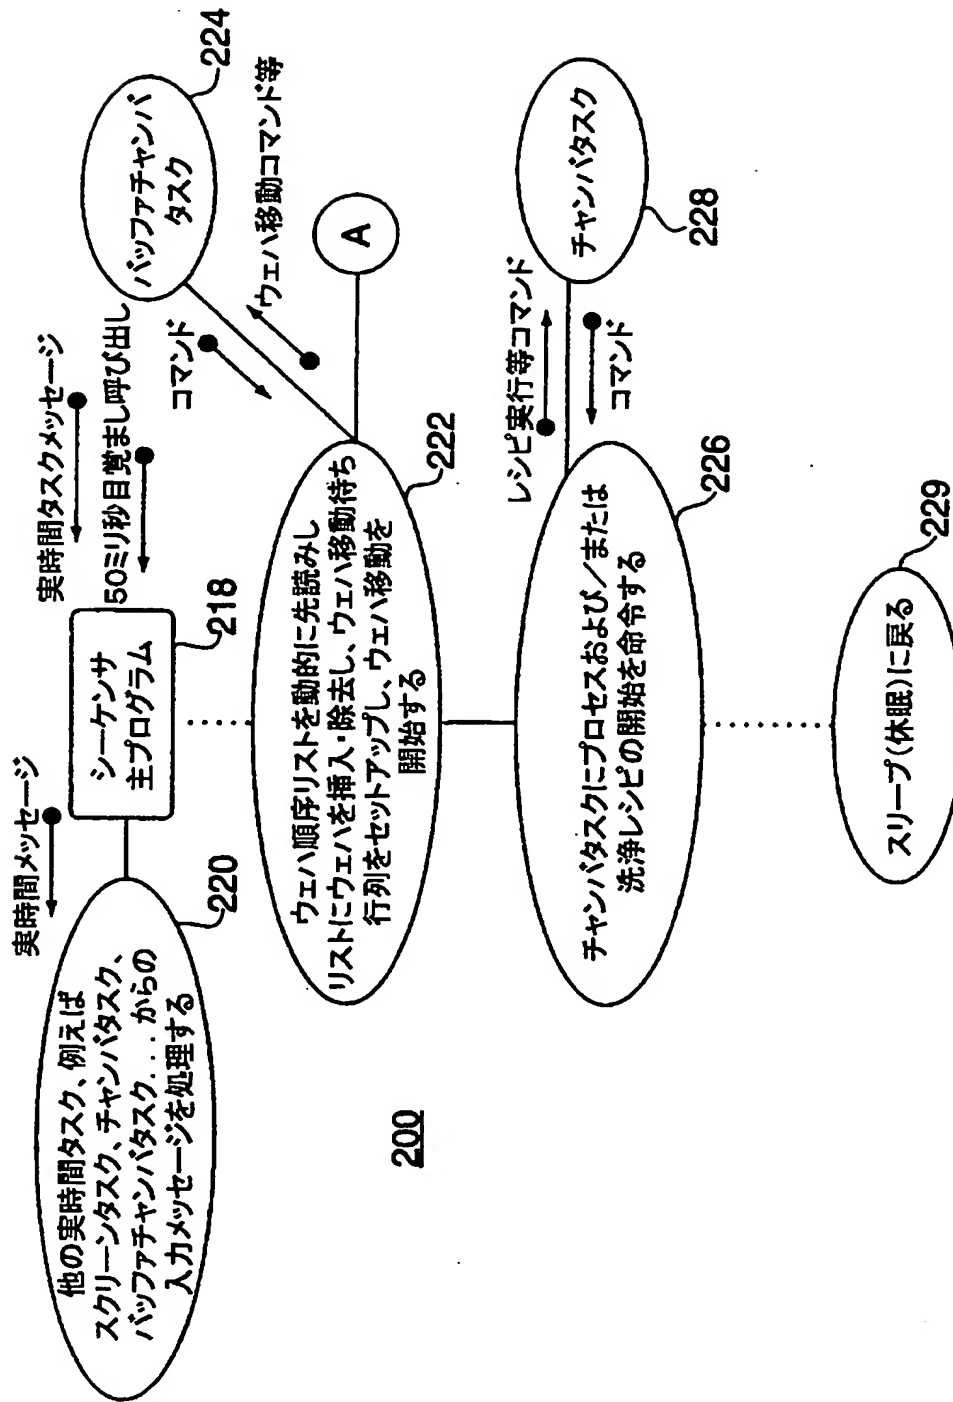 実時間メッセージ
実時間タスクメッセージ
50ミリ秒目覚まし呼び出し
シーケンサ
主プログラム
218
他の実時間タスク、例えば
スクリーンタスク、チャンバタスク、
バッファチャンバタスク...からの
入力メッセージを処理する
220
バッファチャンバ
タスク
224
コマンド
ウェハ移動コマンド等
A
ウェハ順序リストを動的に先読みし
リストにウェハを挿入・除去し、ウェハ移動待ち
行列をセットアップし、ウェハ移動を
開始する
222
レシピ実行等コマンド
コマンド
チャンバタスク
228
チャンバタスクにプロセスおよび/または
洗浄レシピの開始を命令する
226
スリープ(休眠)に戻る
229
200